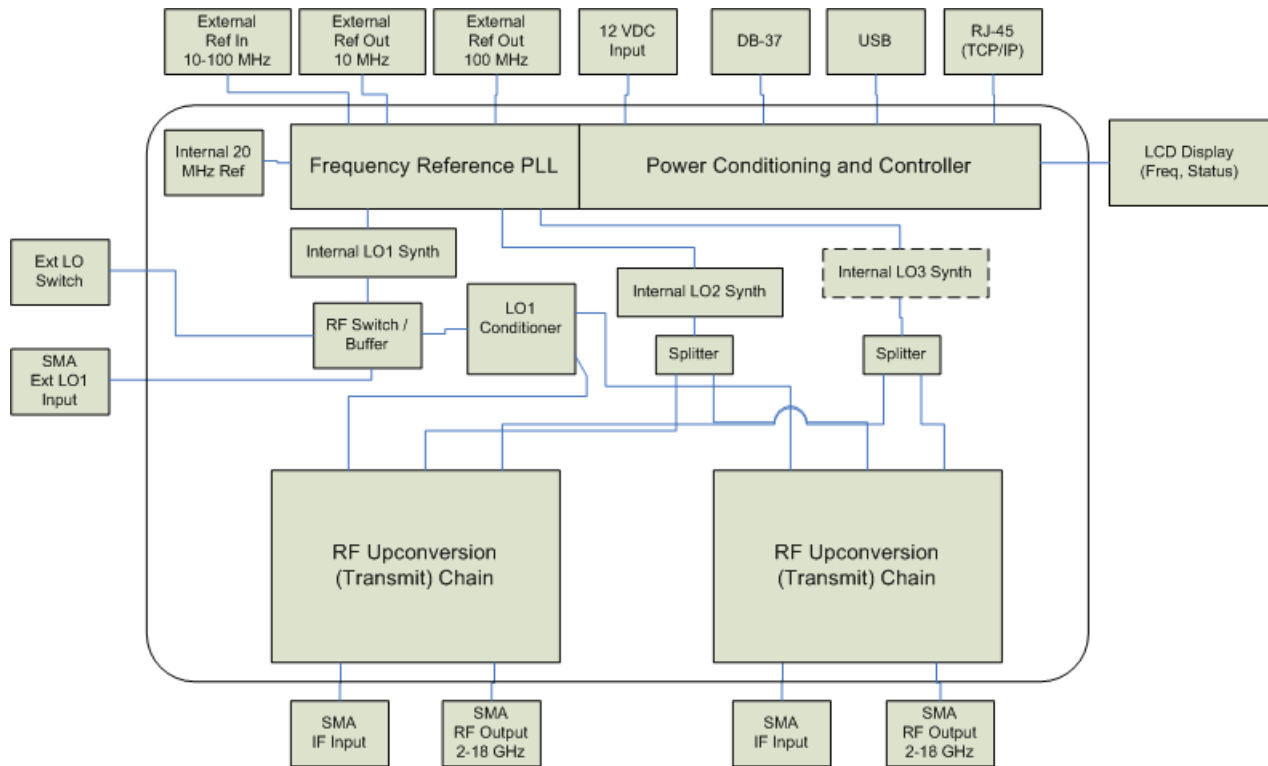 External
Ref In
10-100 MHz
External
Ref Out
10 MHz
External
Ref Out
100 MHz
12 VDC
Input
DB-37
USB
RJ-45
(TCP/IP)
Internal 20
MHz Ref
Frequency Reference PLL
Power Conditioning and Controller
LCD Display
(Freq, Status)
Ext LO
Switch
Internal LO1 Synth
Internal LO2 Synth
Internal LO3 Synth
RF Switch /
Buffer
LO1
Conditioner
Splitter
Splitter
SMA
Ext LO1
Input
RF Upconversion
(Transmit) Chain
RF Upconversion
(Transmit) Chain
SMA
IF Input
SMA
RF Output
2-18 GHz
SMA
IF Input
SMA
RF Output
2-18 GHz